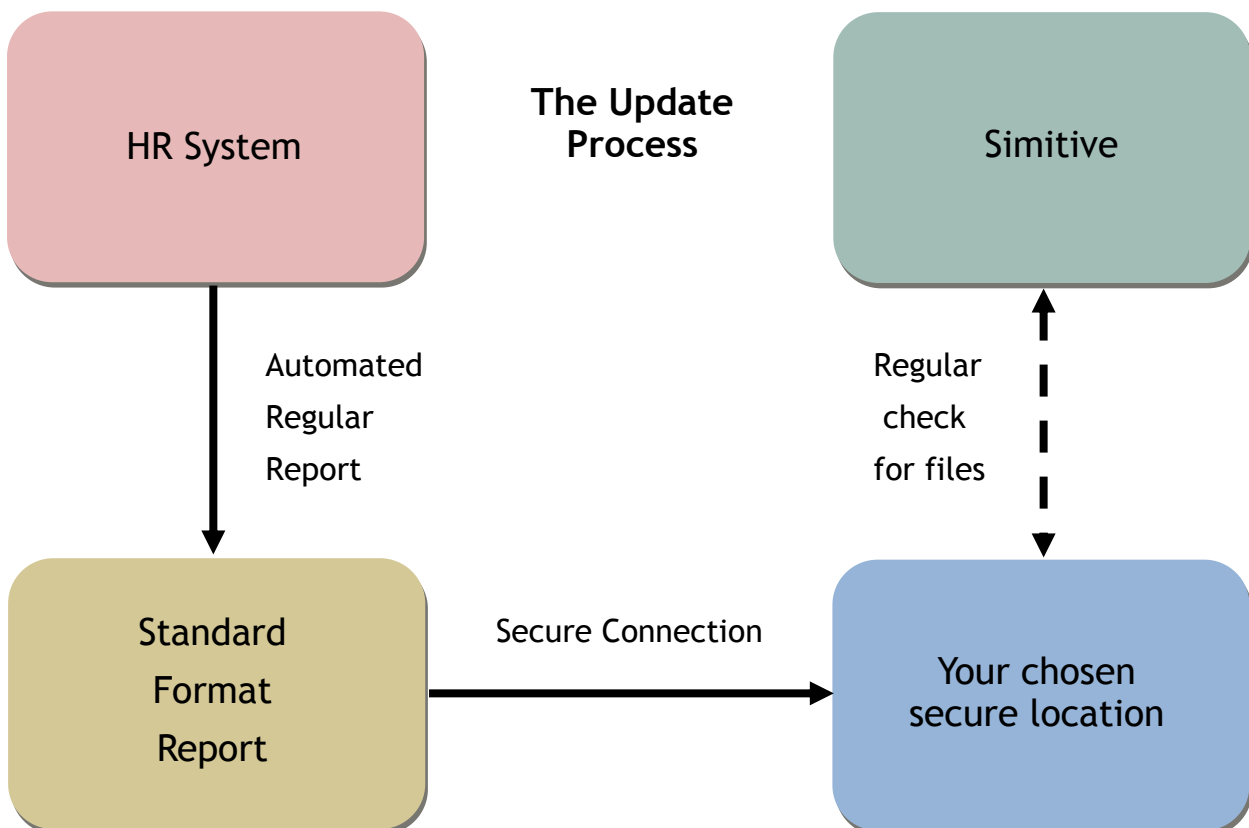 HR System
The Update
Process
Simitive
Automated
Regular
Report
Regular
check
for files
Standard
Format
Report
Secure Connection
Your chosen
secure location